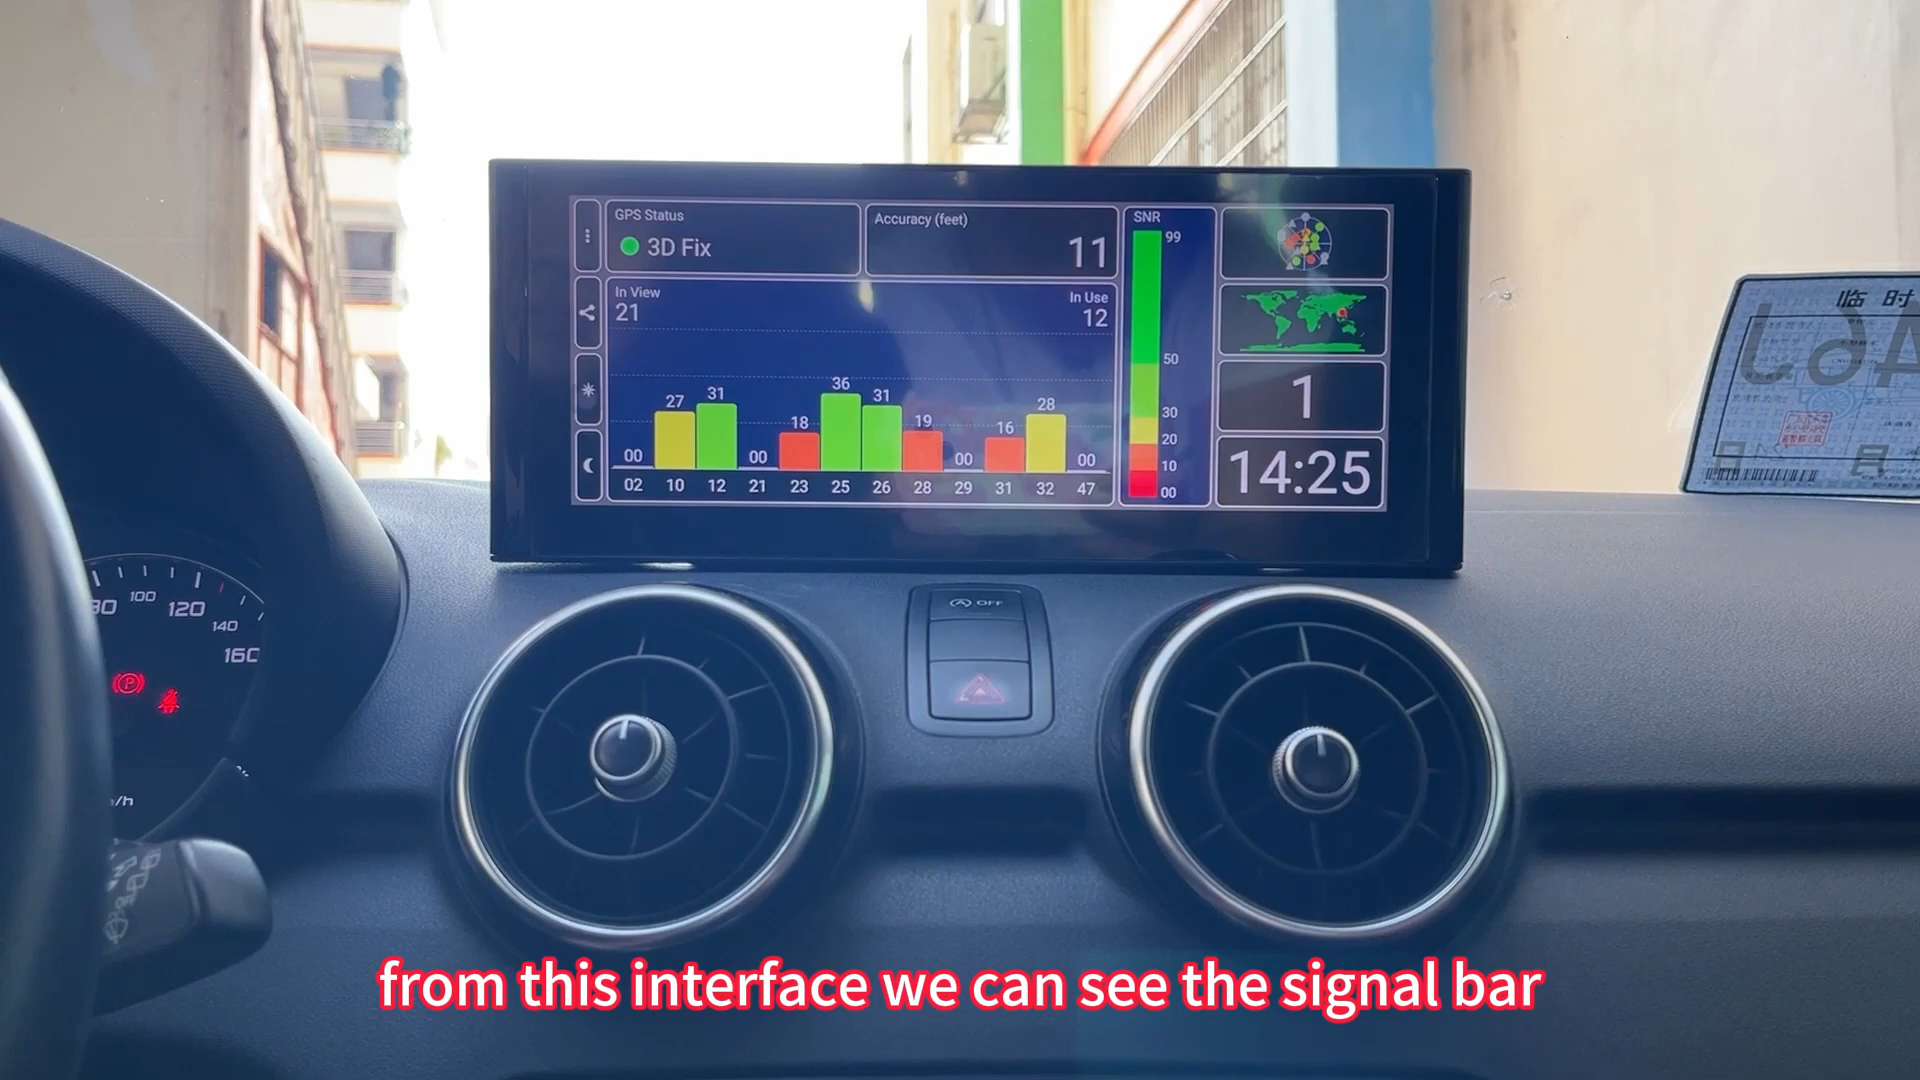 GPS Status
3D Fix
Accuracy (feet)
11
SNR
99
50
30
20
10
00
In View
21
In Use
12
00 27 31 00 18 36 31 19 00 16 28 00
02 10 12 21 23 25 26 28 29 31 32 47
1
14:25
临时
80 100 120 140 160
OFF
from this interface we can see the signal bar